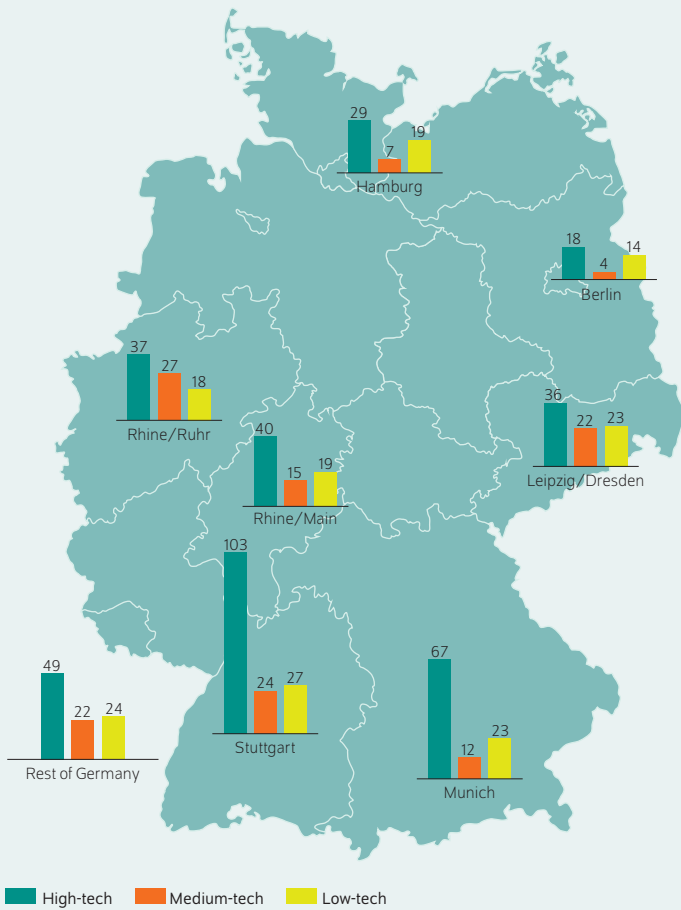 29
7
19
Hamburg
18
4
14
Berlin
37
27
18
Rhine/Ruhr
36
22
23
Leipzig/Dresden
40
15
19
Rhine/Main
103
24
27
Stuttgart
67
12
23
Munich
49
22
24
Rest of Germany
High-tech Medium-tech Low-tech